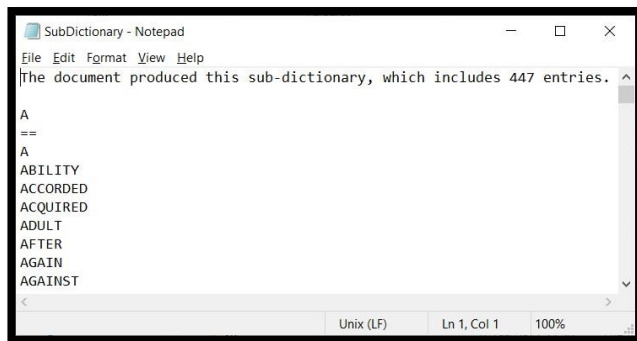 SubDictionary - Notepad
File Edit Format View Help
The document produced this sub-dictionary, which includes 447 entries.
A
==
A
ABILITY
ACCORDED
ACQUIRED
ADULT
AFTER
AGAIN
AGAINST
Unix (LF) Ln 1, Col 1 100%